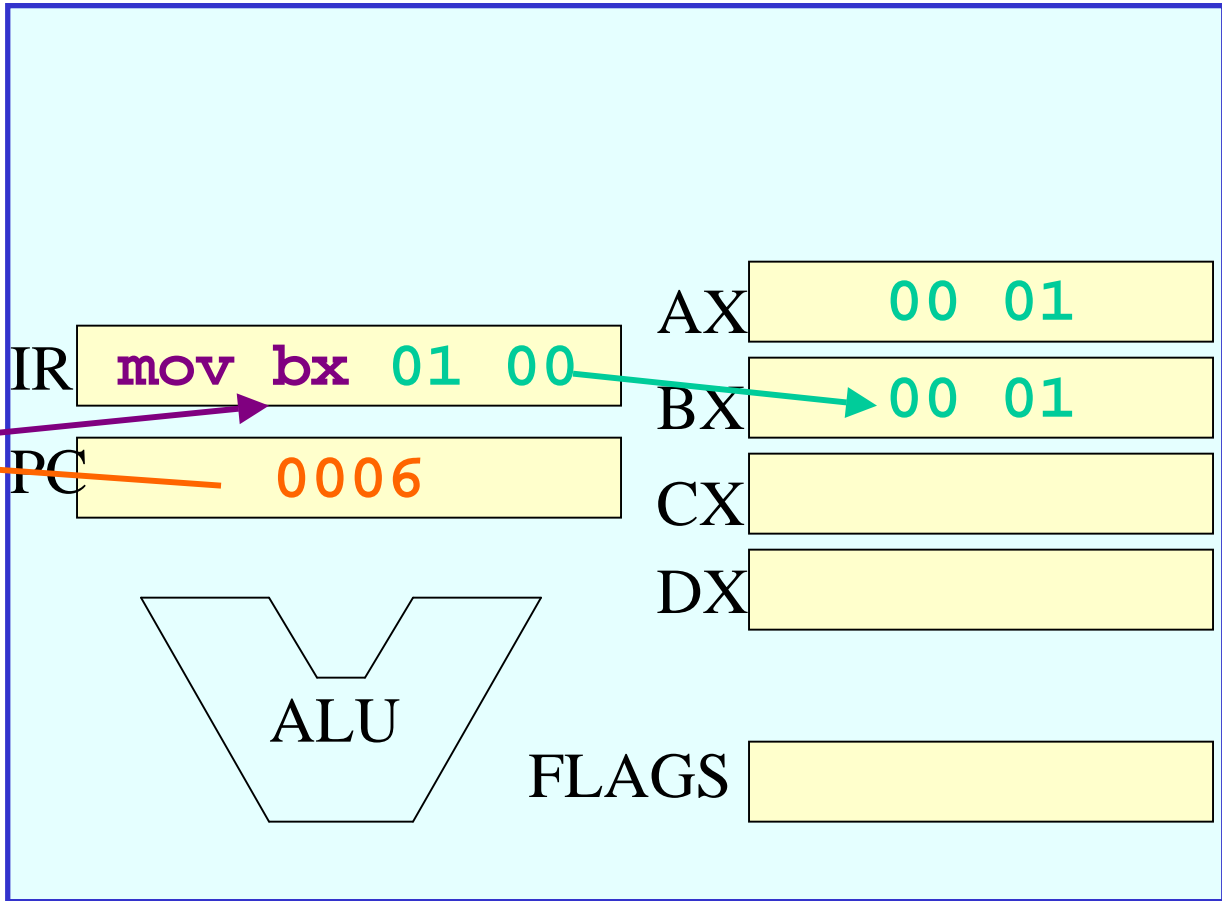 AX 00 01
IR mov bx 01 00
BX 00 01
PC 0006
CX
DX
ALU
FLAGS